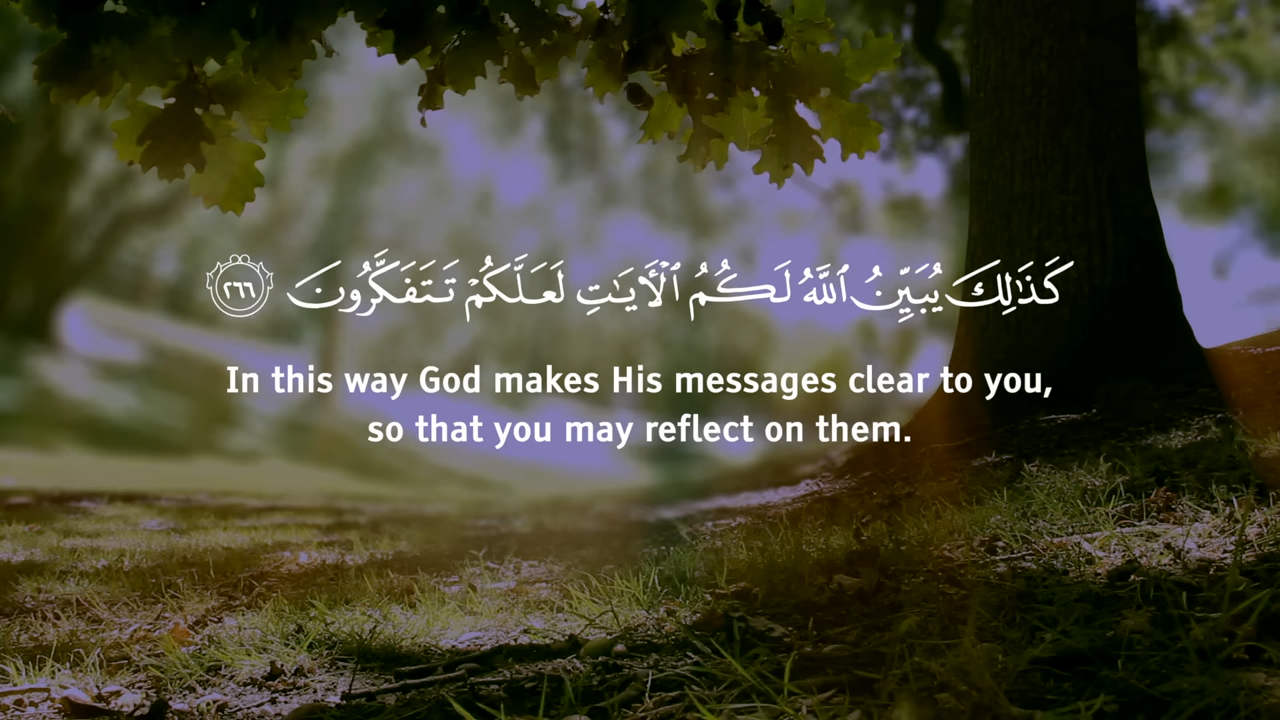 كَذَٰلِكَ يُبَيِّنُ ٱللَّهُ لَكُمُ ٱلْأَيَـٰتِ لَعَلَّكُمْ تَتَفَكَّرُونَ ٢٦٦
In this way God makes His messages clear to you,
so that you may reflect on them.